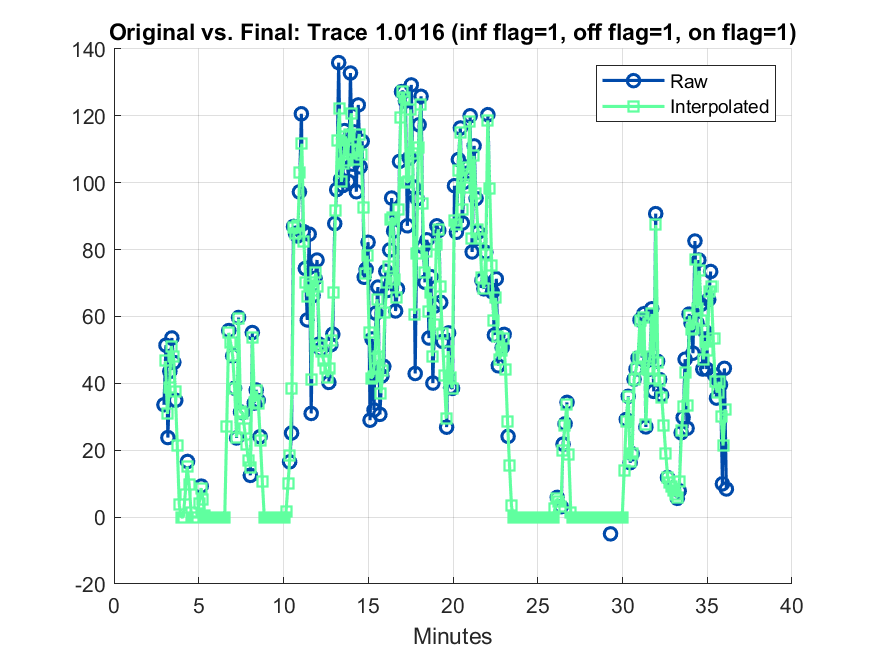 Original vs. Final: Trace 1.0116 (inf flag=1, off flag=1, on flag=1)
140
120
100
80
60
40
20
0
-20
Raw
Interpolated
0 5 10 15 20 25 30 35 40
Minutes